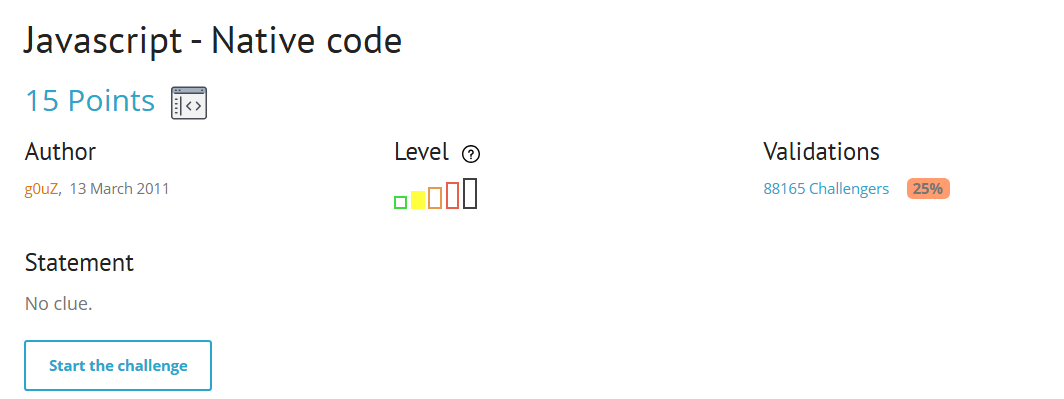 Javascript - Native code
15 Points
Author Level ? Validations
g0uZ, 13 March 2011 88165 Challengers 25%
Statement
No clue.
Start the challenge